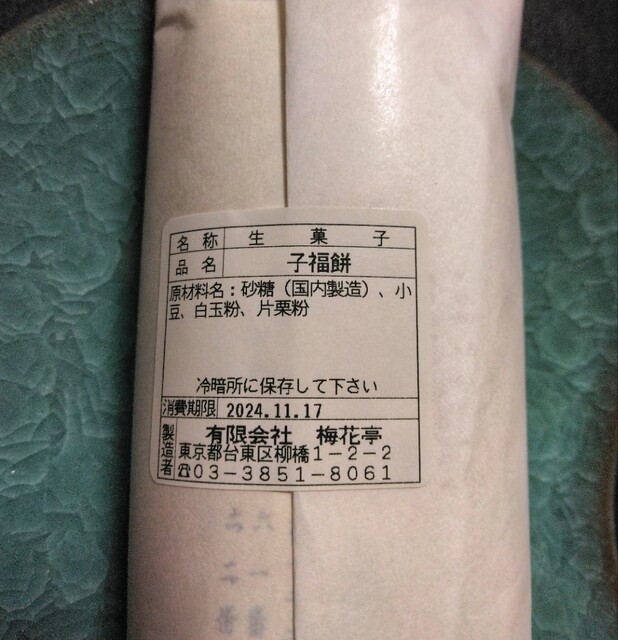 名称 生菓子
品名 子福餅
原材料名：砂糖（国内製造）、小
豆、白玉粉、片栗粉
冷暗所に保存して下さい
消費期限 2024.11.17
製造者 有限会社 梅花亭
東京都台東区柳橋１－２－２
☎０３－３８５１－８０６１